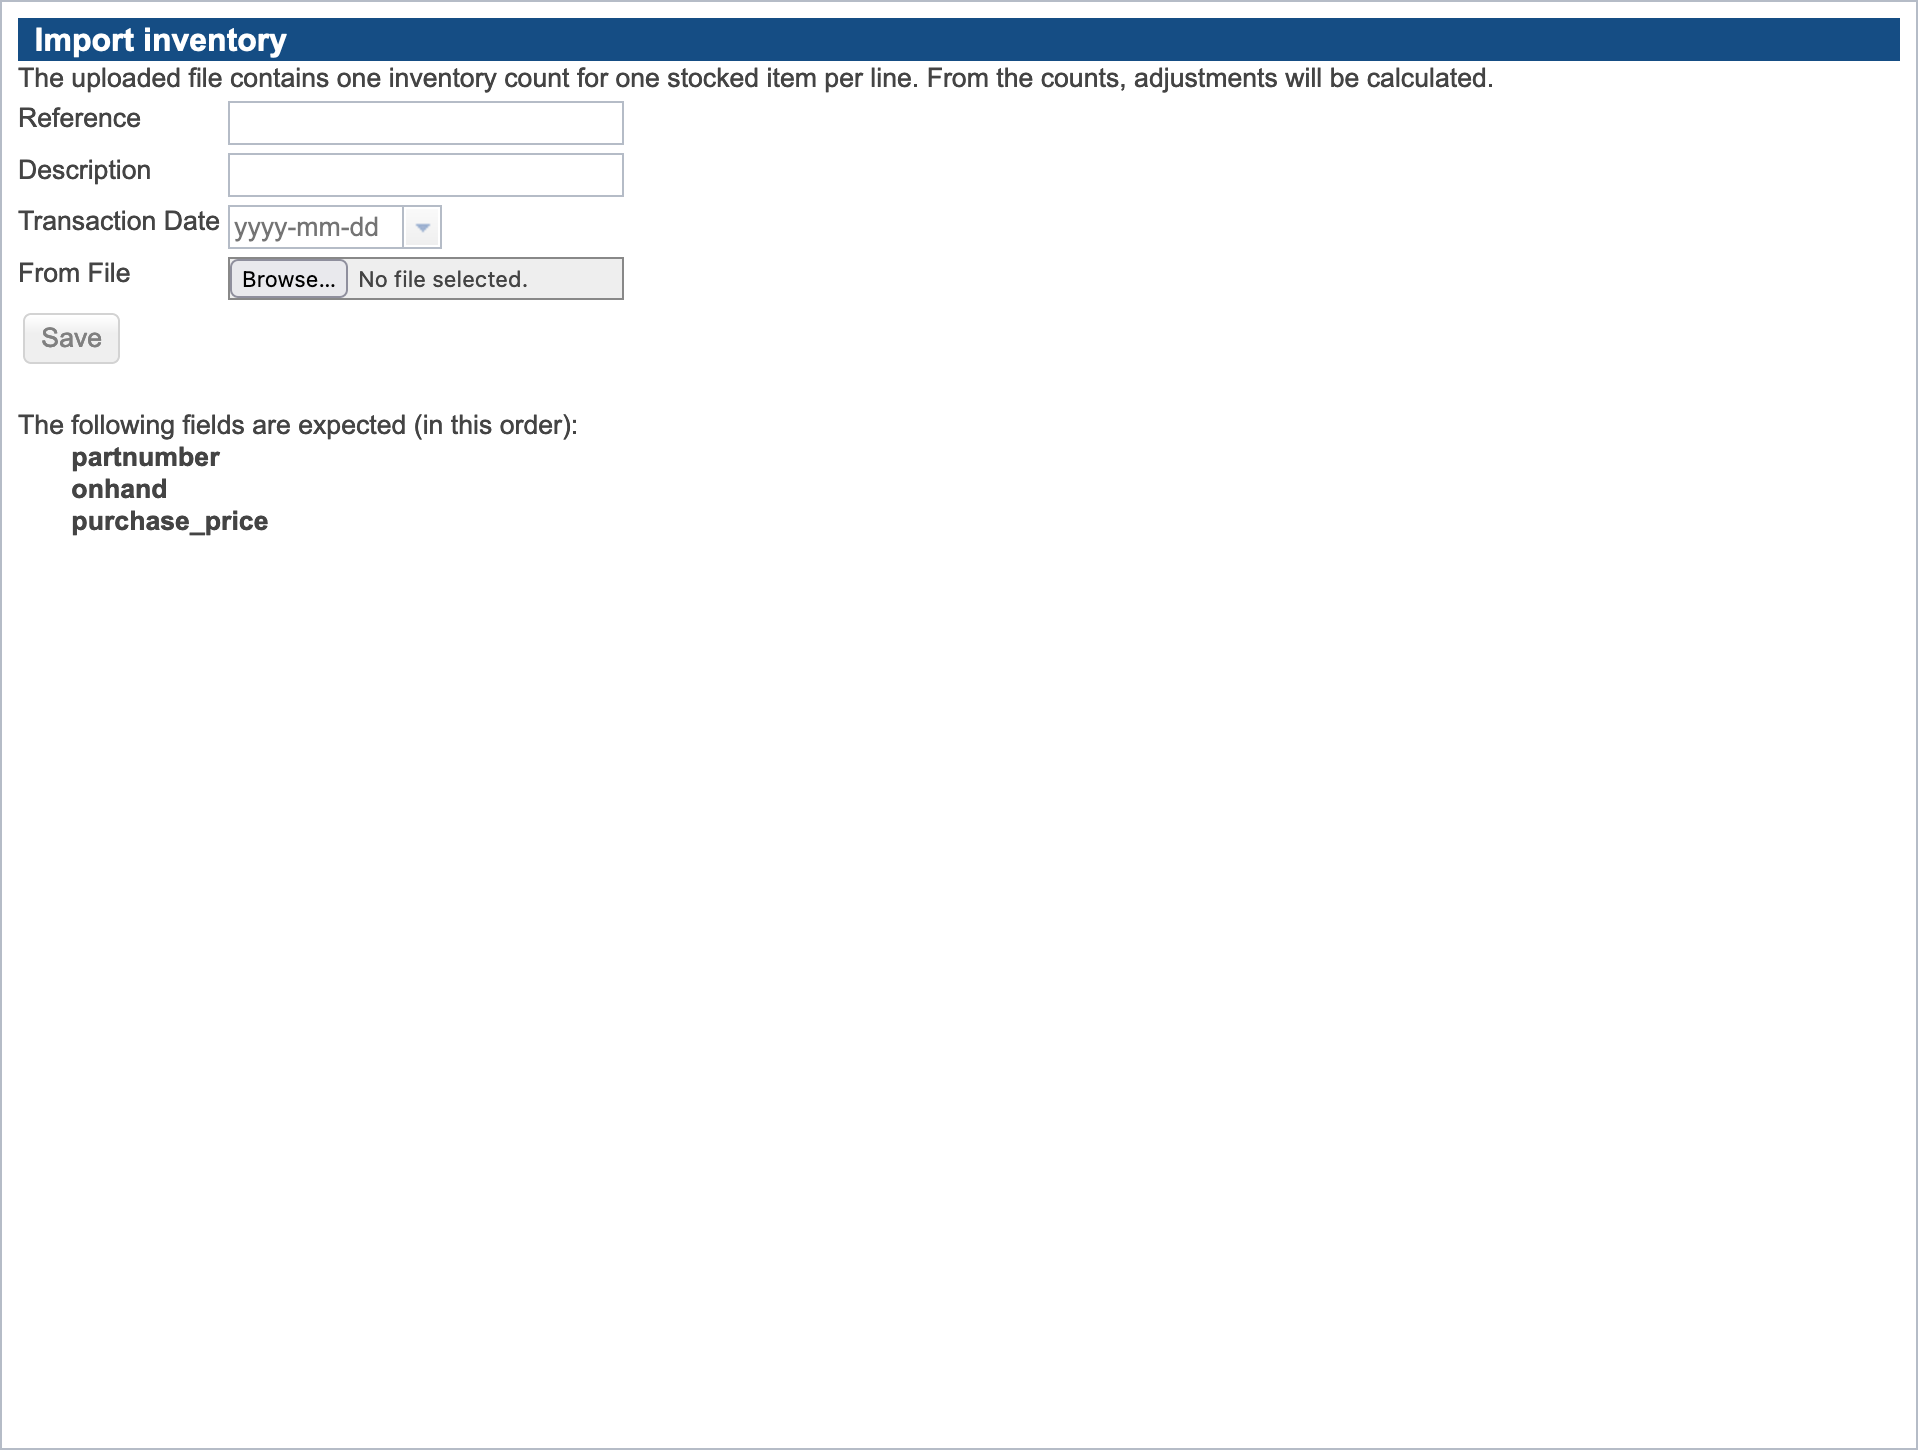 Import inventory
The uploaded file contains one inventory count for one stocked item per line. From the counts, adjustments will be calculated.
Reference
Description
Transaction Date yyyy-mm-dd
From File Browse... No file selected.
Save
The following fields are expected (in this order):
partnumber
onhand
purchase_price